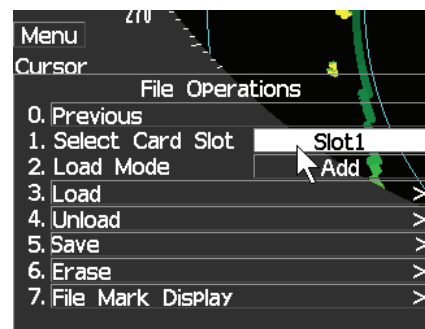 270
Menu
Cursor
File Operations
0. Previous
1. Select Card Slot Slot1
2. Load Mode Add
3. Load >
4. Unload >
5. Save >
6. Erase >
7. File Mark Display >